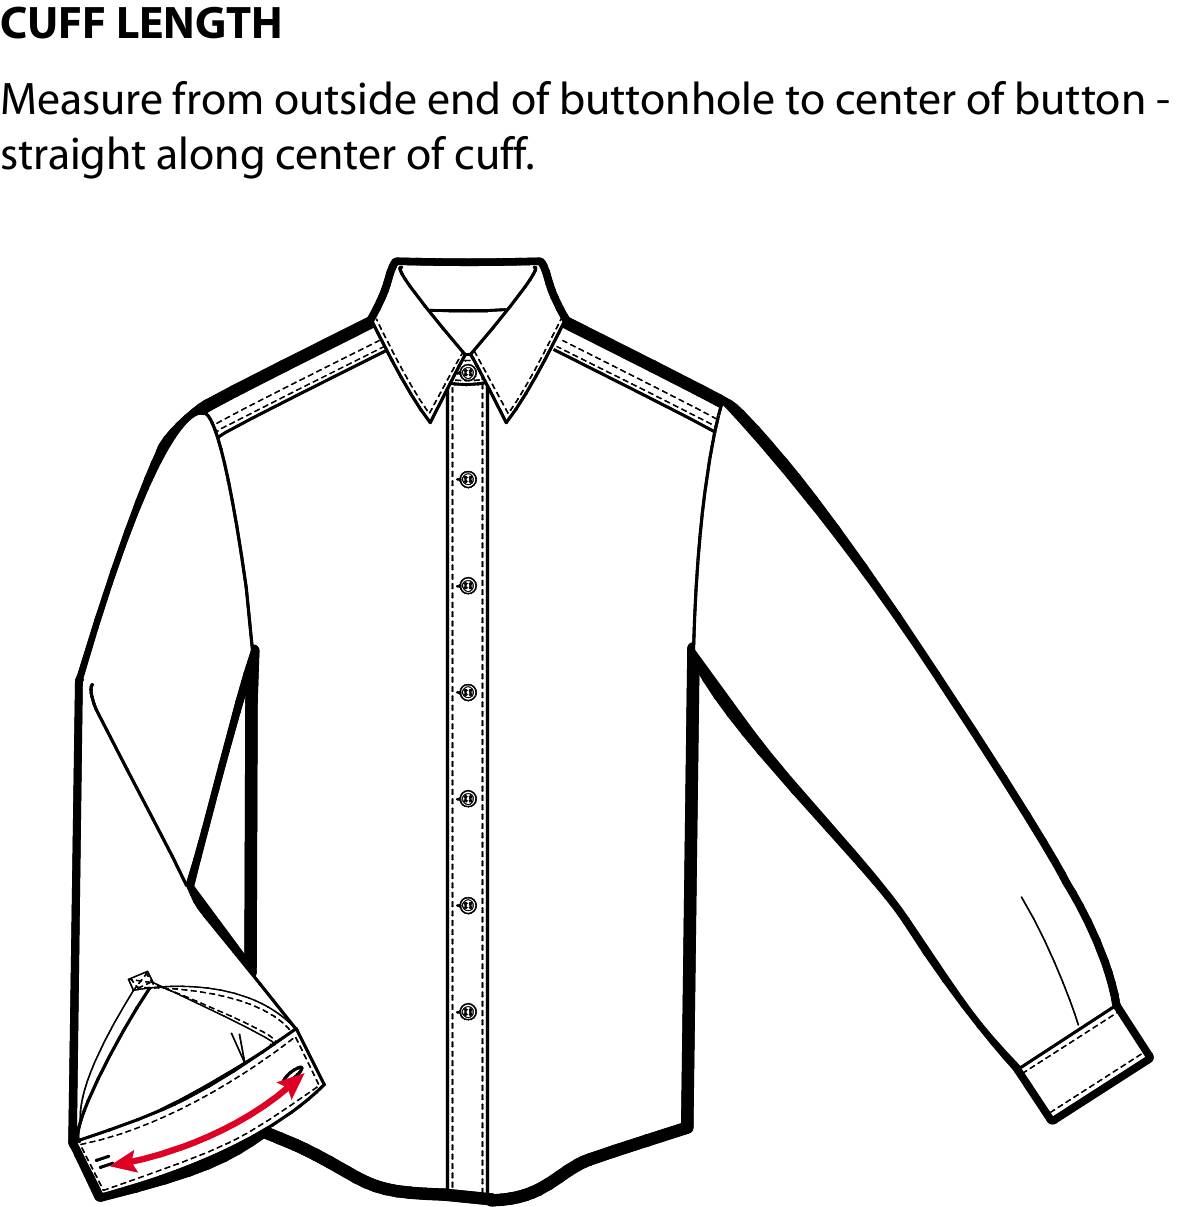 CUFF LENGTH
Measure from outside end of buttonhole to center of button -
straight along center of cuff.